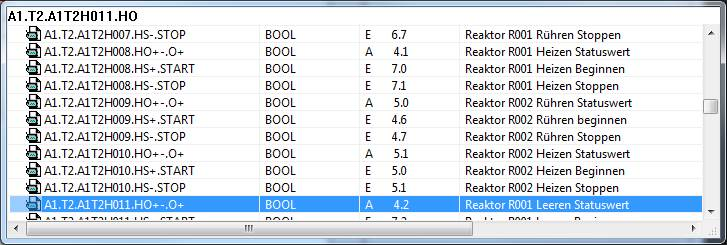 A1.T2.A1T2H011.HO
A1.T2.A1T2H007.HS-.STOP BOOL E 6.7 Reaktor R001 Rühren Stoppen
A1.T2.A1T2H008.HO+-.O+ BOOL A 4.1 Reaktor R001 Heizen Statuswert
A1.T2.A1T2H008.HS+.START BOOL E 7.0 Reaktor R001 Heizen Beginnen
A1.T2.A1T2H008.HS-.STOP BOOL E 7.1 Reaktor R001 Heizen Stoppen
A1.T2.A1T2H009.HO+-.O+ BOOL A 5.0 Reaktor R002 Rühren Statuswert
A1.T2.A1T2H009.HS+.START BOOL E 4.6 Reaktor R002 Rühren beginnen
A1.T2.A1T2H009.HS-.STOP BOOL E 4.7 Reaktor R002 Rühren Stoppen
A1.T2.A1T2H010.HO+-.O+ BOOL A 5.1 Reaktor R002 Heizen Statuswert
A1.T2.A1T2H010.HS+.START BOOL E 5.0 Reaktor R002 Heizen Beginnen
A1.T2.A1T2H010.HS-.STOP BOOL E 5.1 Reaktor R002 Heizen Stoppen
A1.T2.A1T2H011.HO+-.O+ BOOL A 4.2 Reaktor R001 Leeren Statuswert